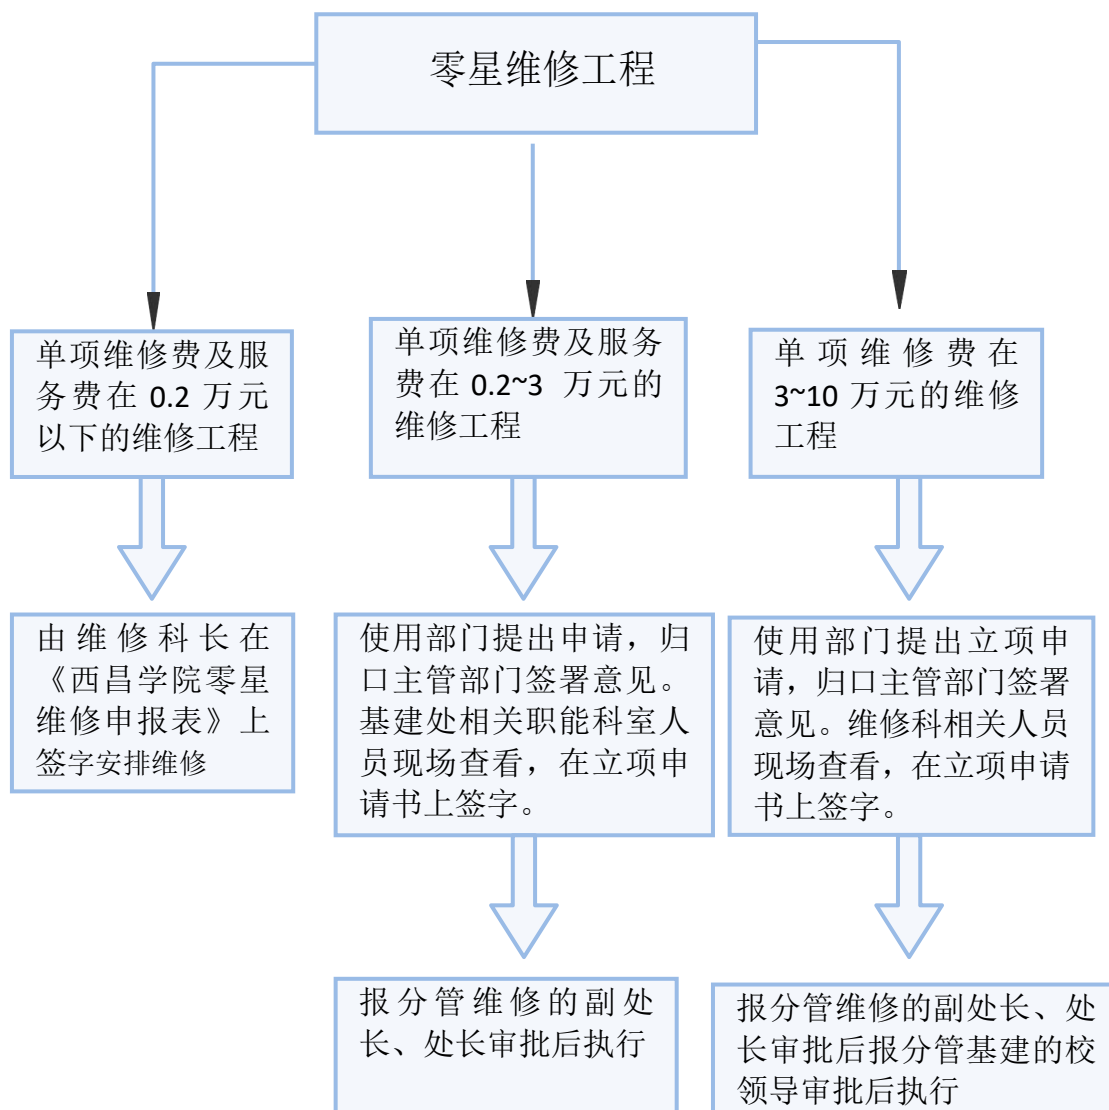 零星维修工程
单项维修费及服
务费在 0.2 万元
以下的维修工程
单项维修费及服务
费在 0.2~3 万元的
维修工程
单项维修费在
3~10 万元的维修
工程
由维修科长在
《西昌学院零星
维修申报表》上
签字安排维修
使用部门提出申请，归
口主管部门签署意见。
基建处相关职能科室人
员现场查看，在立项申
请书上签字。
使用部门提出立项申
请，归口主管部门签署
意见。维修科相关人员
现场查看，在立项申请
书上签字。
报分管维修的副处
长、处长审批后执行
报分管维修的副处长、处
长审批后报分管基建的校
领导审批后执行